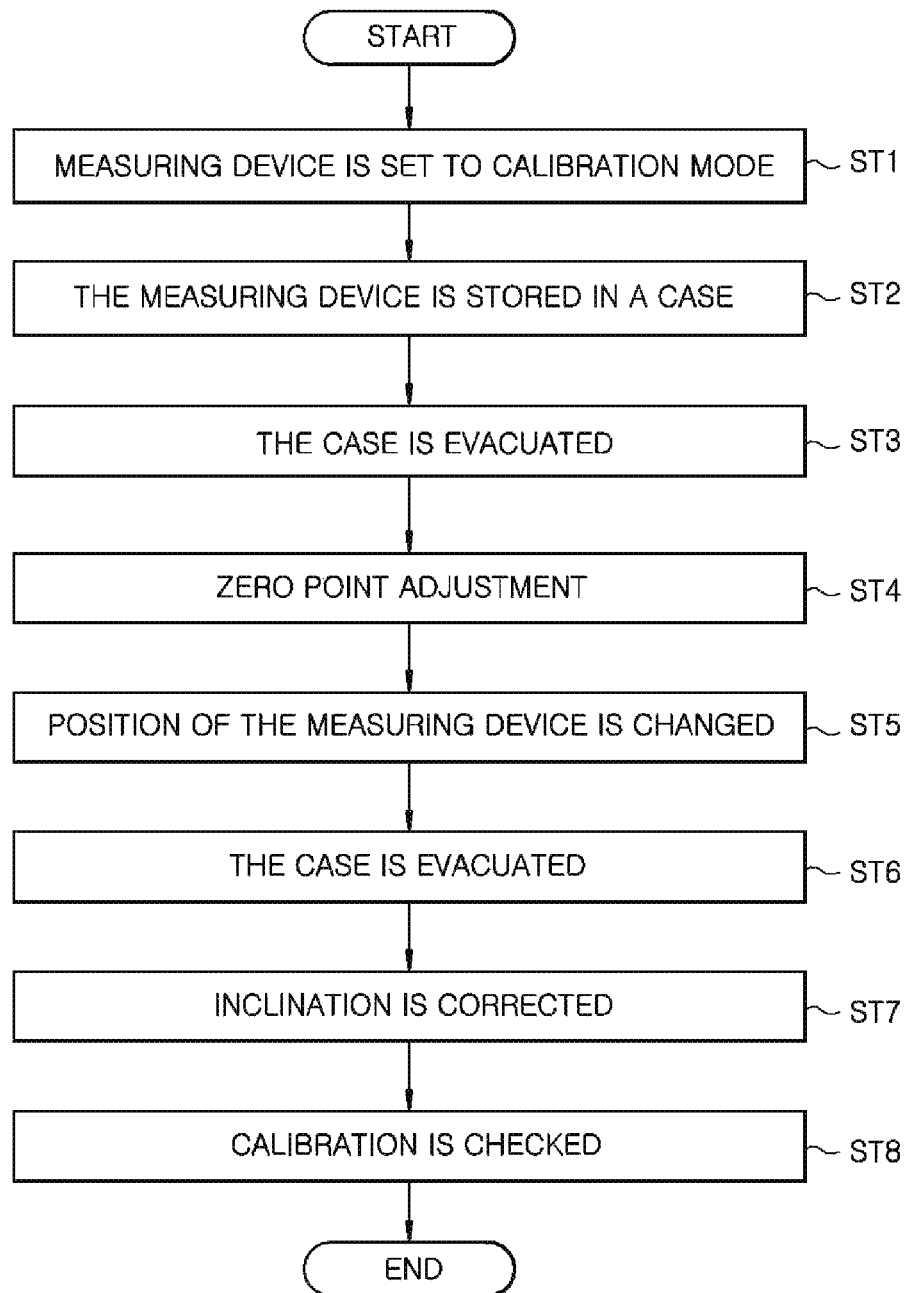 START
MEASURING DEVICE IS SET TO CALIBRATION MODE ST1
THE MEASURING DEVICE IS STORED IN A CASE ST2
THE CASE IS EVACUATED ST3
ZERO POINT ADJUSTMENT ST4
POSITION OF THE MEASURING DEVICE IS CHANGED ST5
THE CASE IS EVACUATED ST6
INCLINATION IS CORRECTED ST7
CALIBRATION IS CHECKED ST8
END